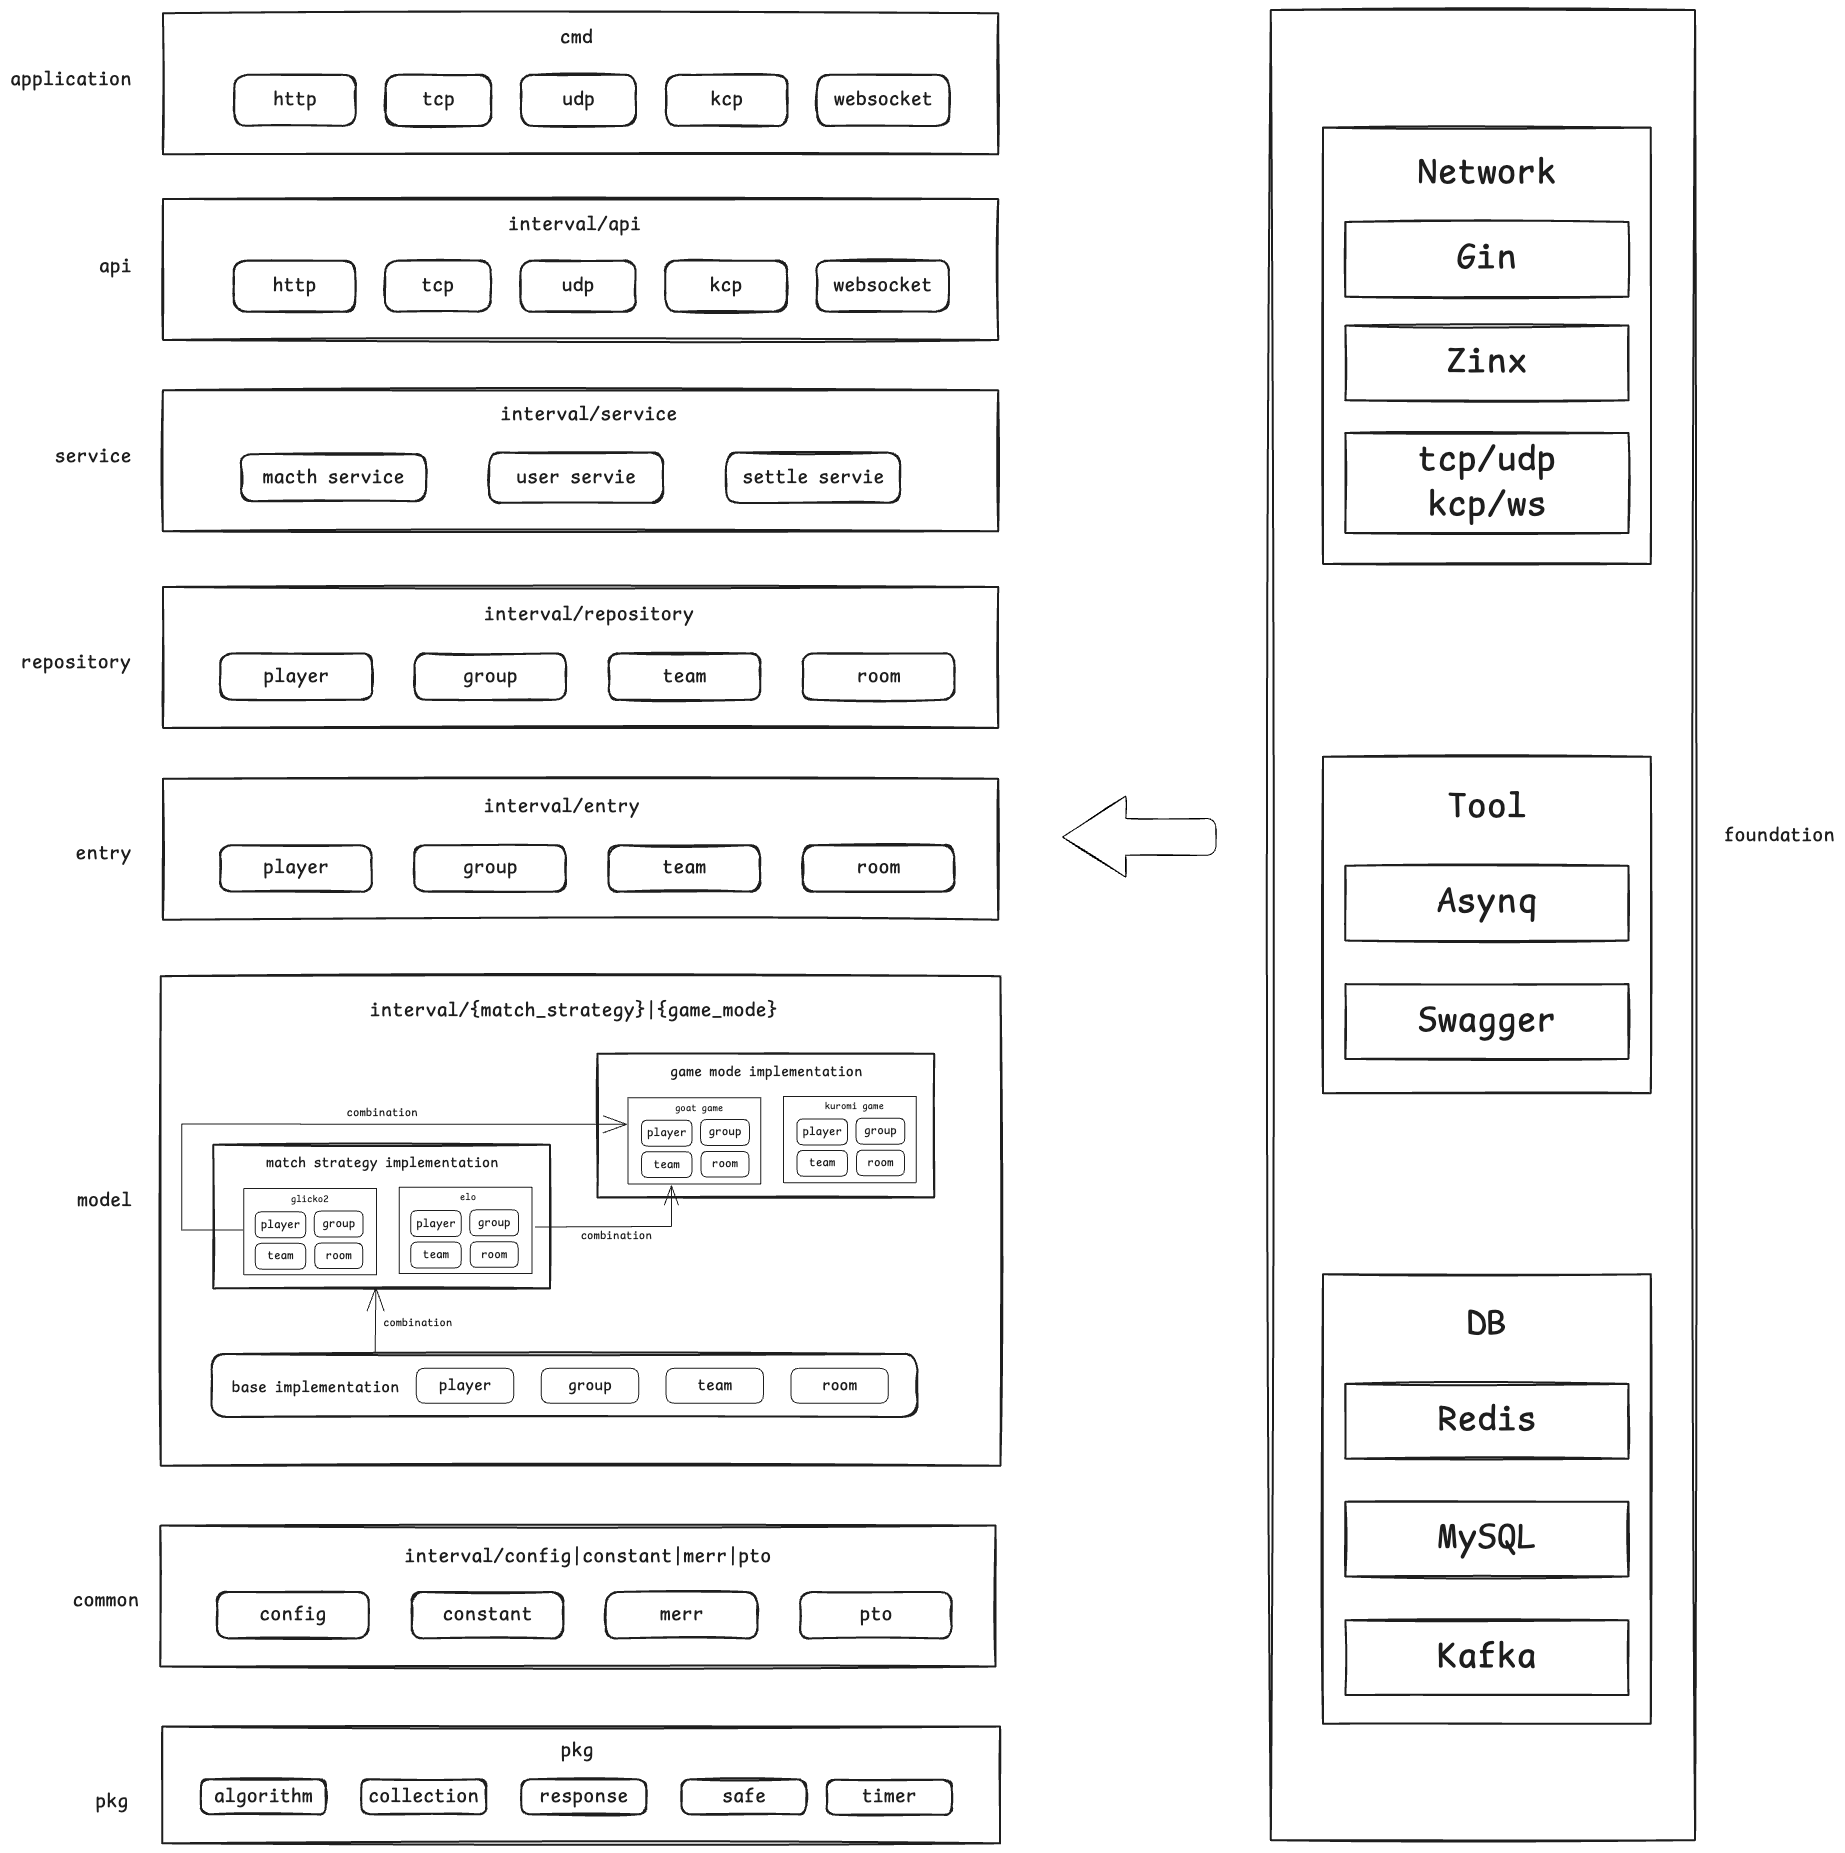 application
cmd
http
tcp
udp
kcp
websocket
api
interval/api
http
tcp
udp
kcp
websocket
service
interval/service
macth service
user servie
settle servie
repository
interval/repository
player
group
team
room
entry
interval/entry
player
group
team
room
model
interval/{match_strategy}|{game_mode}
game mode implementation
goat game
player
group
team
room
kuromi game
player
group
team
room
combination
match strategy implementation
glicko2
player
group
team
room
elo
player
group
team
room
combination
combination
base implementation
player
group
team
room
common
interval/config|constant|merr|pto
config
constant
merr
pto
pkg
pkg
algorithm
collection
response
safe
timer
Network
Gin
Zinx
tcp/udp
kcp/ws
Tool
Asynq
Swagger
DB
Redis
MySQL
Kafka
foundation